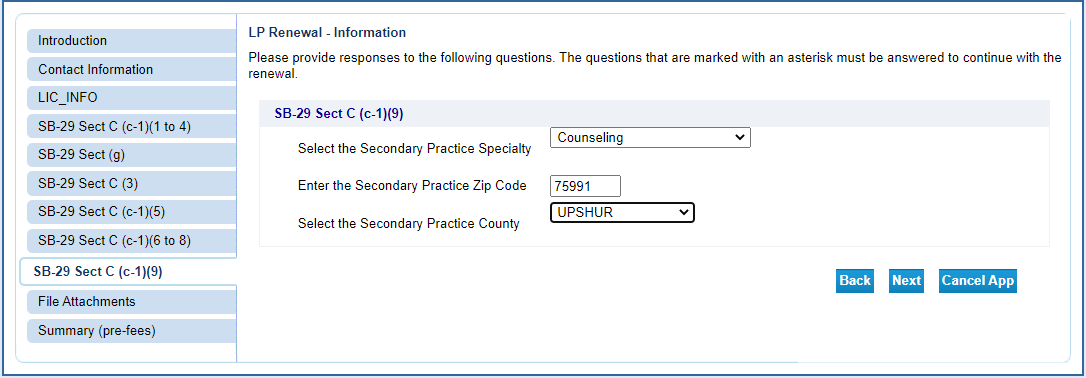 Introduction
Contact Information
LIC_INFO
SB-29 Sect C (c-1)(1 to 4)
SB-29 Sect (g)
SB-29 Sect C (3)
SB-29 Sect C (c-1)(5)
SB-29 Sect C (c-1)(6 to 8)
SB-29 Sect C (c-1)(9)
File Attachments
Summary (pre-fees)
LP Renewal - Information
Please provide responses to the following questions. The questions that are marked with an asterisk must be answered to continue with the
renewal.
SB-29 Sect C (c-1)(9)
Select the Secondary Practice Specialty
Counseling
Enter the Secondary Practice Zip Code
75991
Select the Secondary Practice County
UPSHUR
Back Next Cancel App